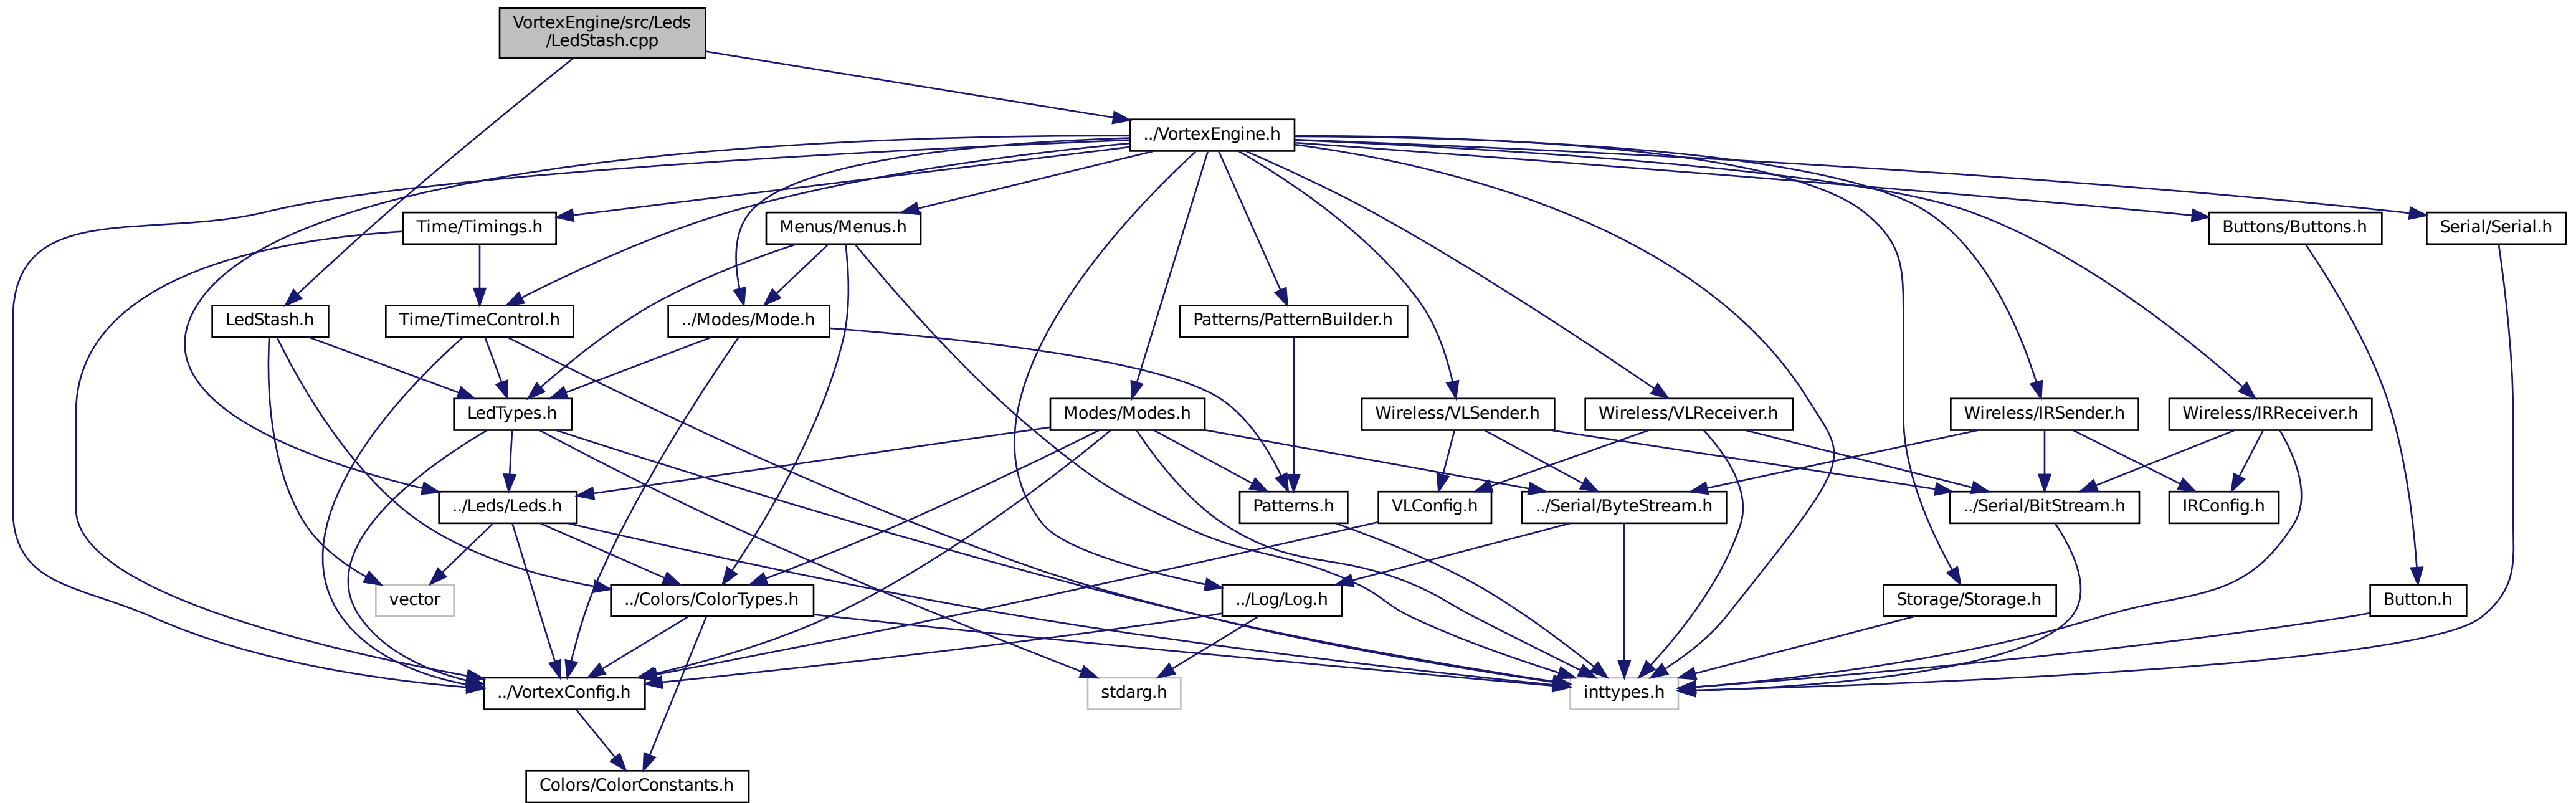 VortexEngine/src/Leds
/LedStash.cpp
../VortexEngine.h
Time/Timings.h
Menus/Menus.h
Buttons/Buttons.h
Serial/Serial.h
LedStash.h
Time/TimeControl.h
../Modes/Mode.h
Patterns/PatternBuilder.h
LedTypes.h
Modes/Modes.h
Wireless/VLSender.h
Wireless/VLReceiver.h
Wireless/IRSender.h
Wireless/IRReceiver.h
../Leds/Leds.h
Patterns.h
VLConfig.h
../Serial/ByteStream.h
../Serial/BitStream.h
IRConfig.h
vector
../Colors/ColorTypes.h
../Log/Log.h
Storage/Storage.h
Button.h
../VortexConfig.h
stdarg.h
inttypes.h
Colors/ColorConstants.h